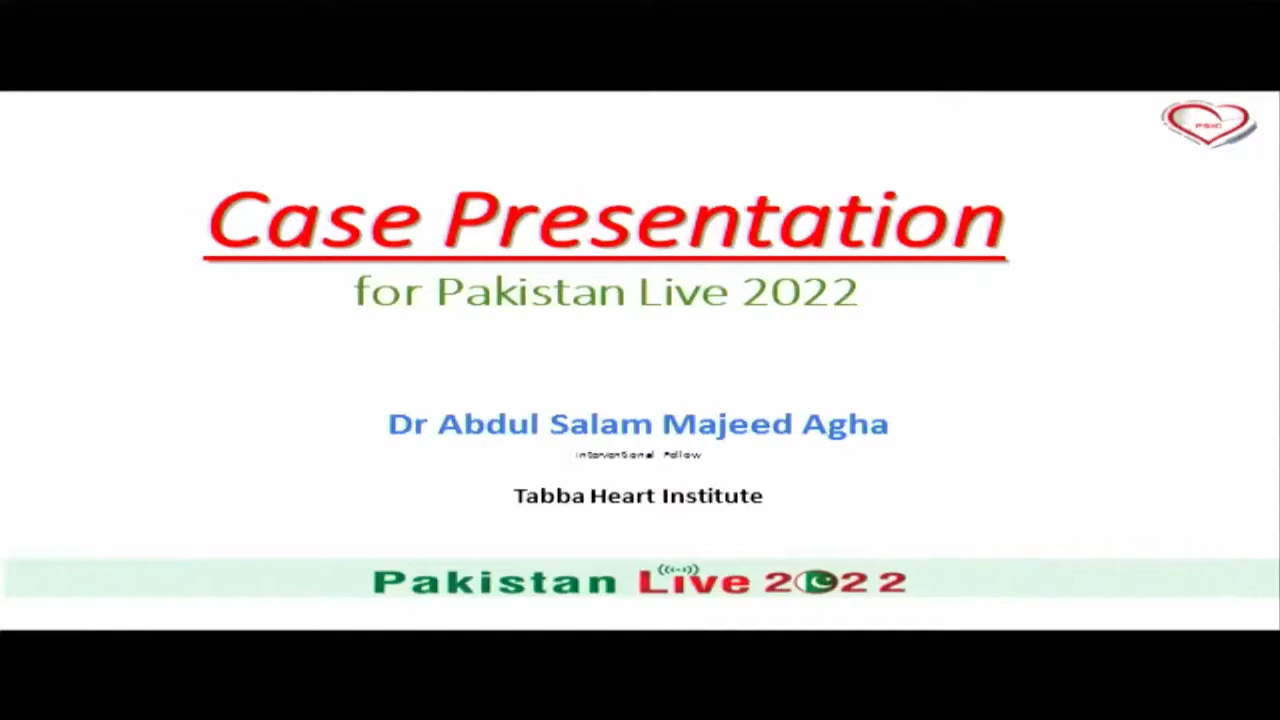 PSIC
Case Presentation
for Pakistan Live 2022
Dr Abdul Salam Majeed Agha
Interventional Fellow
Tabba Heart Institute
Pakistan Live 2022